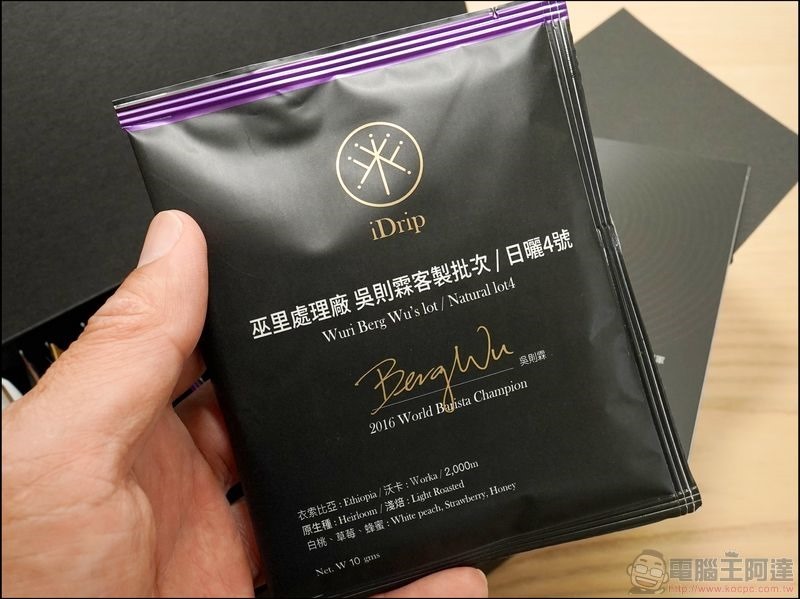 iDrip
巫里處理廠 吳則霖客製批次 / 日曬4號
Wuri Berg Wu's lot / Natural lot4
Berg Wu 吳則霖
2016 World Barista Champion
衣索比亞 : Ethiopia / 沃卡 : Worka / 2,000m
原生種 : Heirloom / 淺焙 : Light Roasted
白桃、草莓、蜂蜜 : White peach, Strawberry, Honey
Net. W 10 gms
電腦王阿達
http://www.kocpc.com.tw